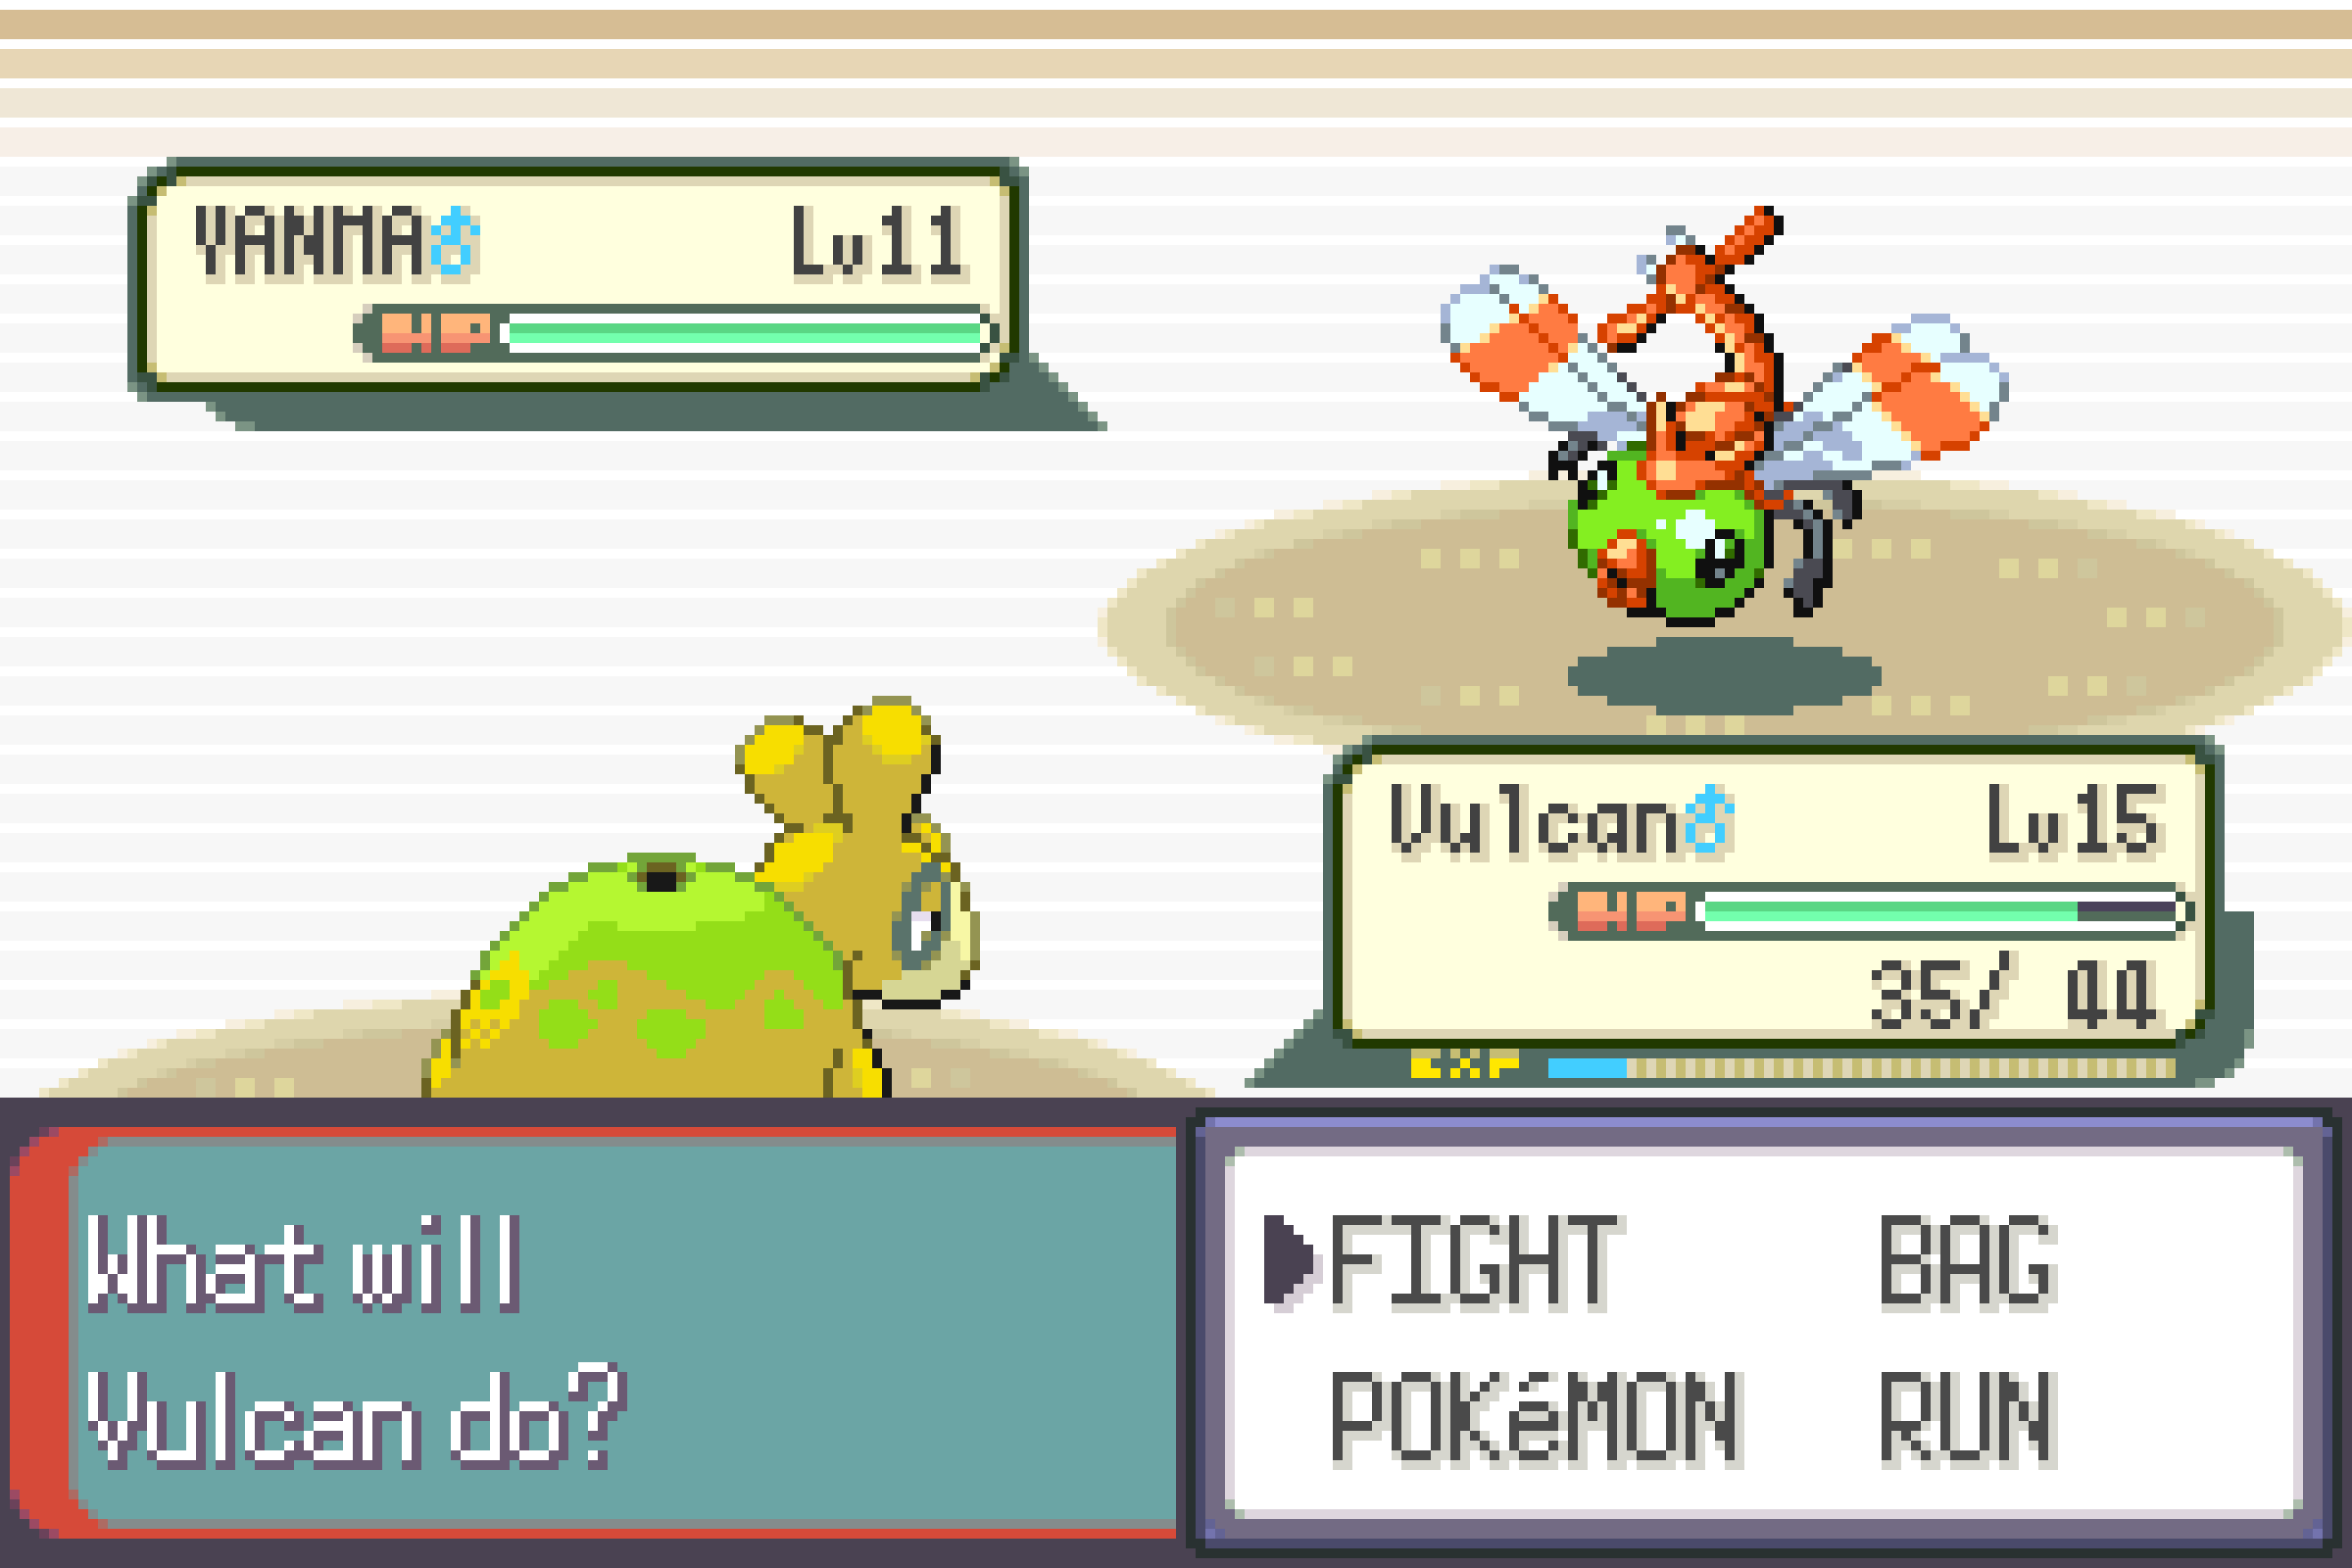 YANMA♂ Lv11
HP
Vulcan♂ Lv15
HP
35/ 44
EXP
What will
Vulcan do?
FIGHT BAG
POKéMON RUN